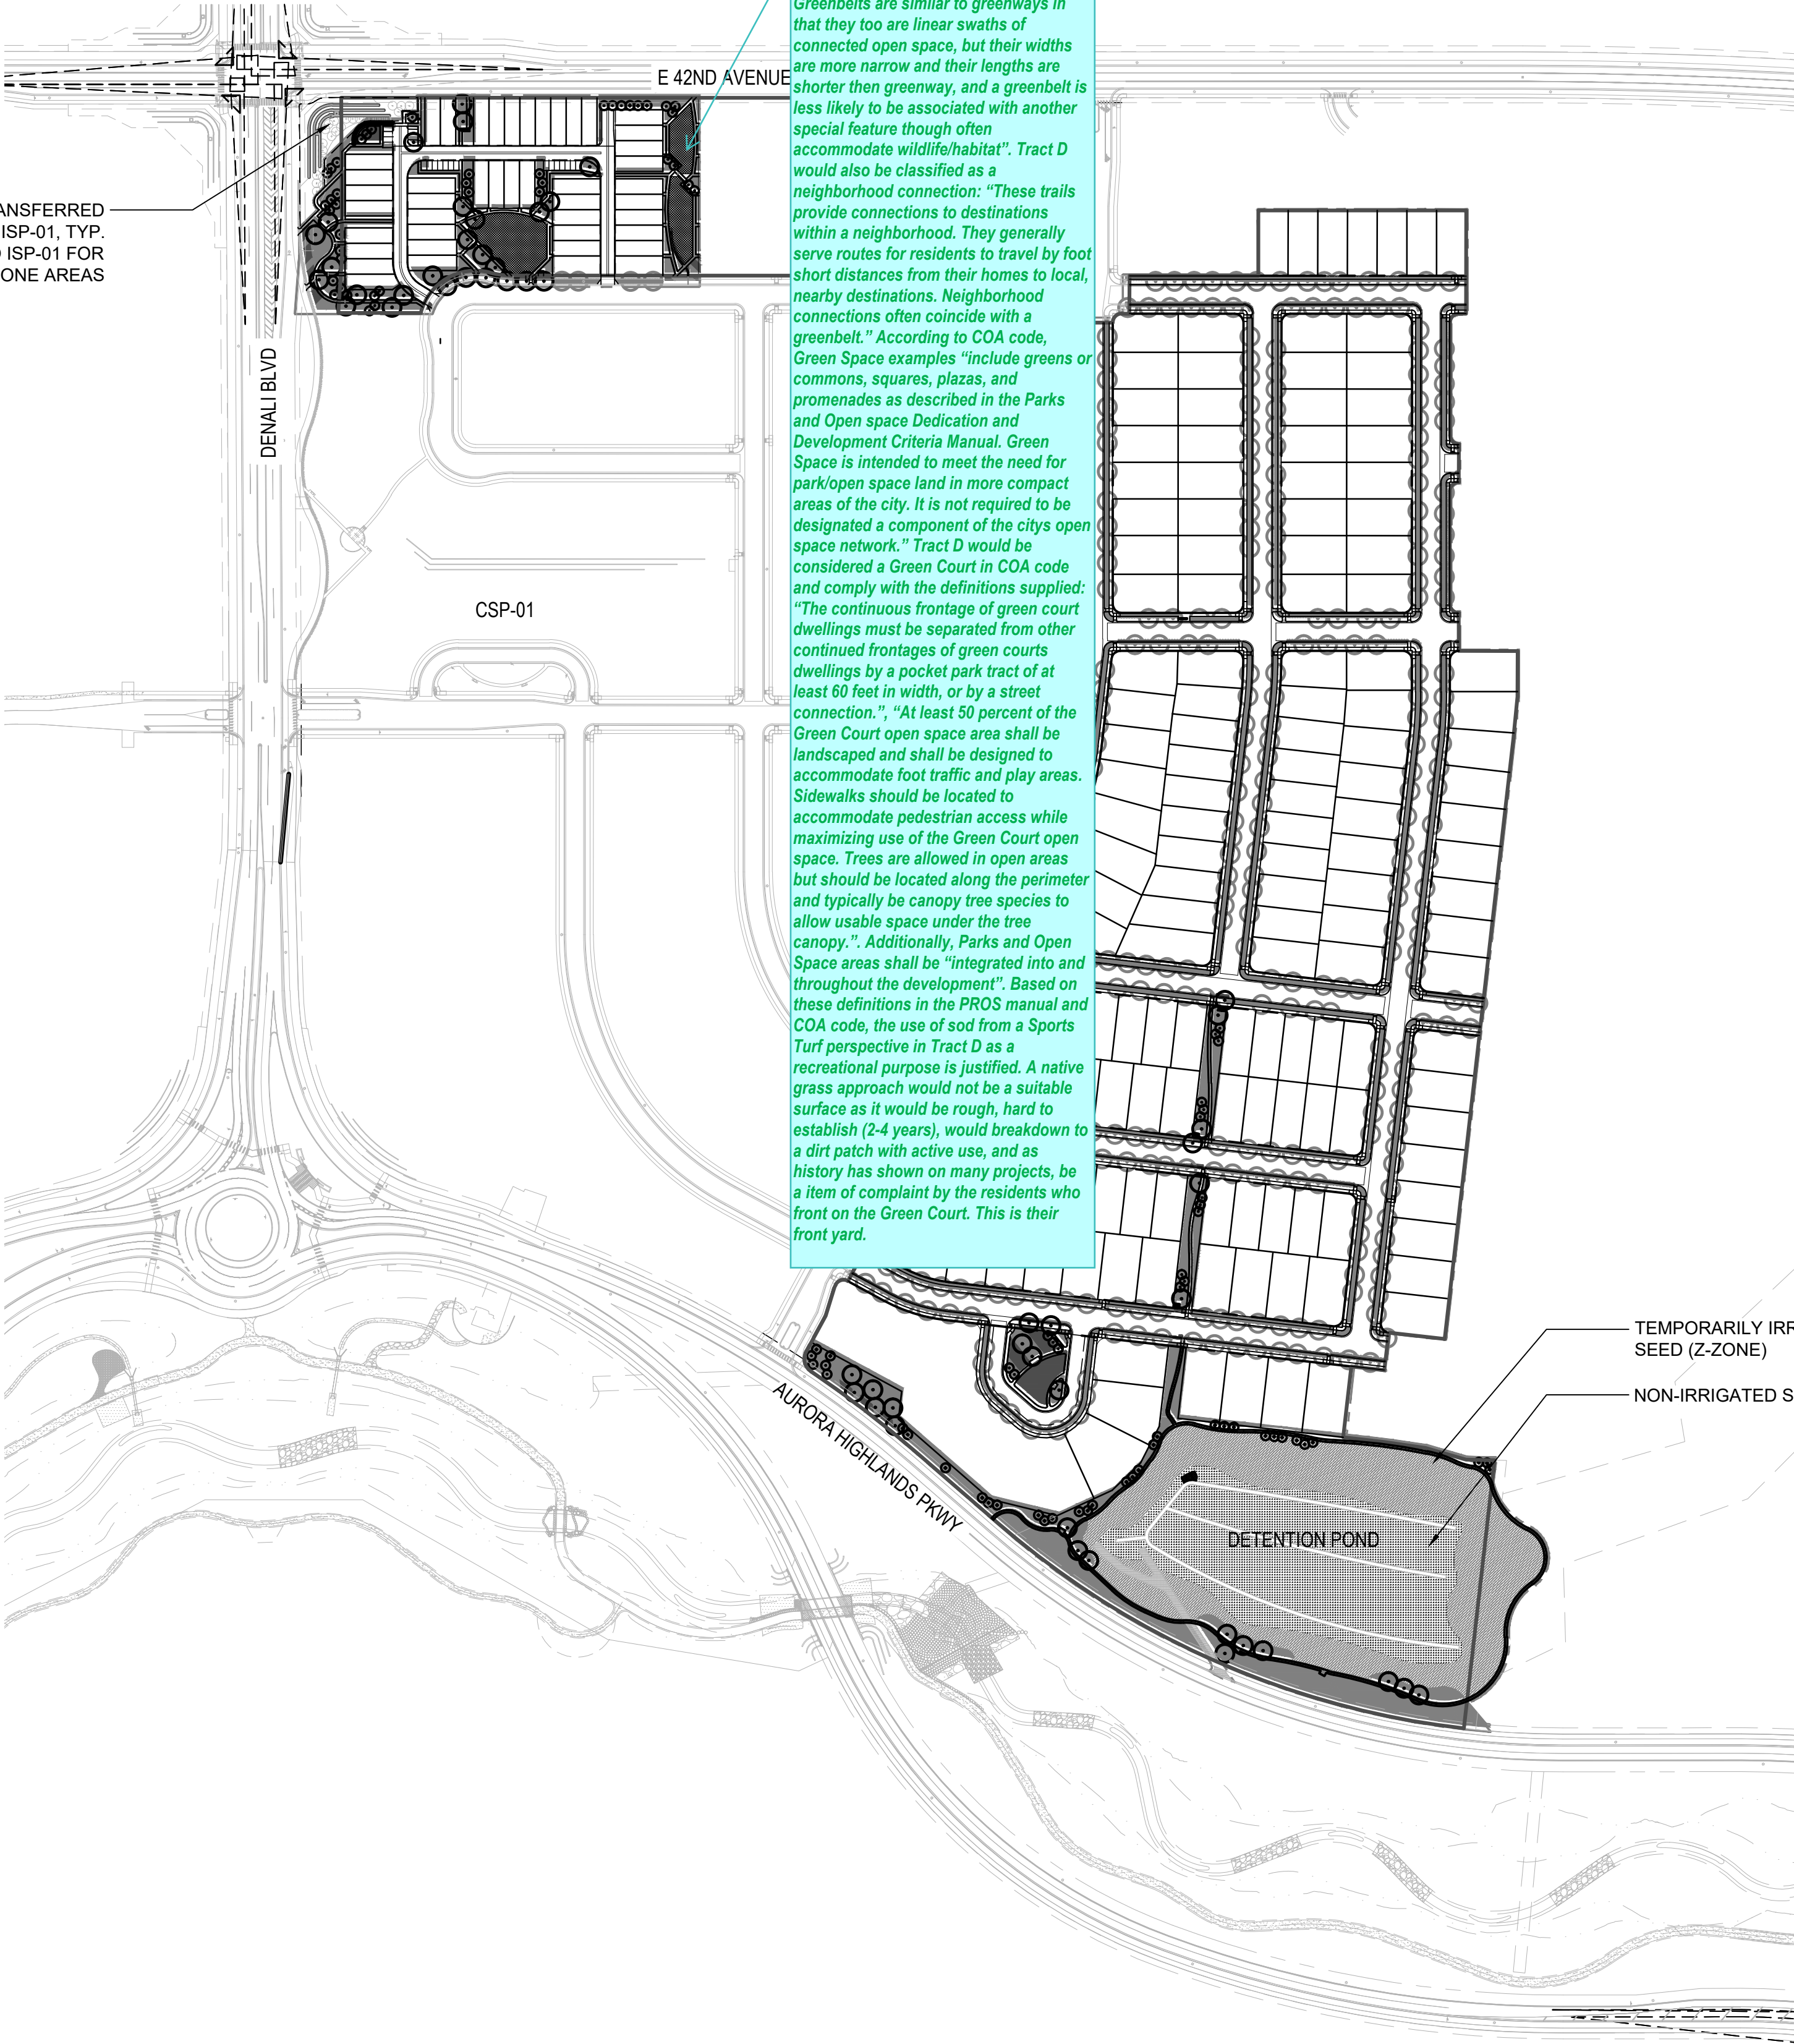 Greenbelts are similar to greenways in
that they too are linear swaths of
connected open space, but their widths
are more narrow and their lengths are
shorter then greenway, and a greenbelt is
less likely to be associated with another
special feature though often
accommodate wildlife/habitat”. Tract D
would also be classified as a
neighborhood connection: “These trails
provide connections to destinations
within a neighborhood. They generally
serve routes for residents to travel by foot
short distances from their homes to local,
nearby destinations. Neighborhood
connections often coincide with a
greenbelt.” According to COA code,
Green Space examples “include greens or
commons, squares, plazas, and
promenades as described in the Parks
and Open space Dedication and
Development Criteria Manual. Green
Space is intended to meet the need for
park/open space land in more compact
areas of the city. It is not required to be
designated a component of the citys open
space network.” Tract D would be
considered a Green Court in COA code
and comply with the definitions supplied:
“The continuous frontage of green court
dwellings must be separated from other
continued frontages of green courts
dwellings by a pocket park tract of at
least 60 feet in width, or by a street
connection.”, “At least 50 percent of the
Green Court open space area shall be
landscaped and shall be designed to
accommodate foot traffic and play areas.
Sidewalks should be located to
accommodate pedestrian access while
maximizing use of the Green Court open
space. Trees are allowed in open areas
but should be located along the perimeter
and typically be canopy tree species to
allow usable space under the tree
canopy.”. Additionally, Parks and Open
Space areas shall be “integrated into and
throughout the development”. Based on
these definitions in the PROS manual and
COA code, the use of sod from a Sports
Turf perspective in Tract D as a
recreational purpose is justified. A native
grass approach would not be a suitable
surface as it would be rough, hard to
establish (2-4 years), would breakdown to
a dirt patch with active use, and as
history has shown on many projects, be
a item of complaint by the residents who
front on the Green Court. This is their
front yard.
E 42ND AVENUE
ANSFERRED
ISP-01, TYP.
ISP-01 FOR
ONE AREAS
DENALI BLVD
CSP-01
TEMPORARILY IRR
SEED (Z-ZONE)
NON-IRRIGATED S
AURORA HIGHLANDS PKWY
DETENTION POND